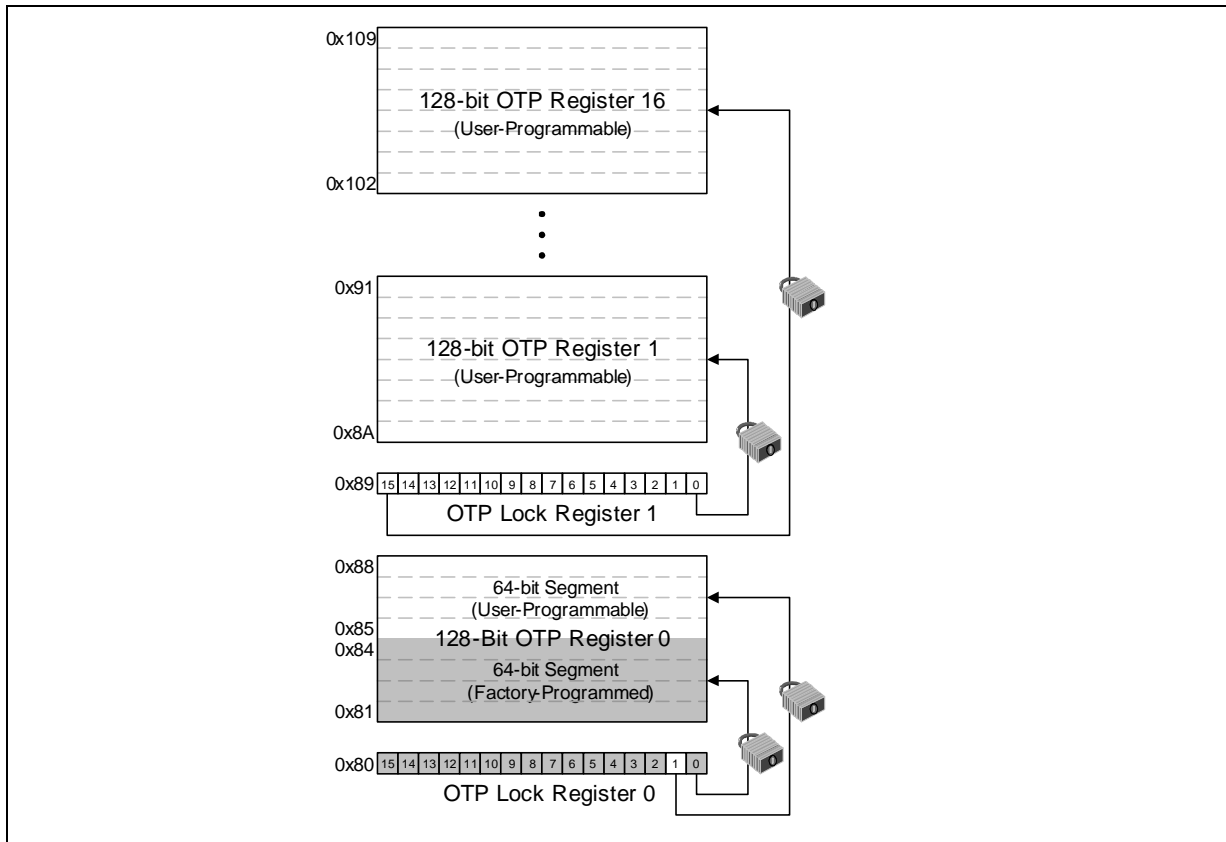 0x109
128-bit OTP Register 16
(User-Programmable)
0x102
0x91
128-bit OTP Register 1
(User-Programmable)
0x8A
0x89 15 14 13 12 11 10 9 8 7 6 5 4 3 2 1 0
OTP Lock Register 1
0x88
64-bit Segment
(User-Programmable)
0x85
128-Bit OTP Register 0
0x84
64-bit Segment
(Factory-Programmed)
0x81
0x80 15 14 13 12 11 10 9 8 7 6 5 4 3 2 1 0
OTP Lock Register 0